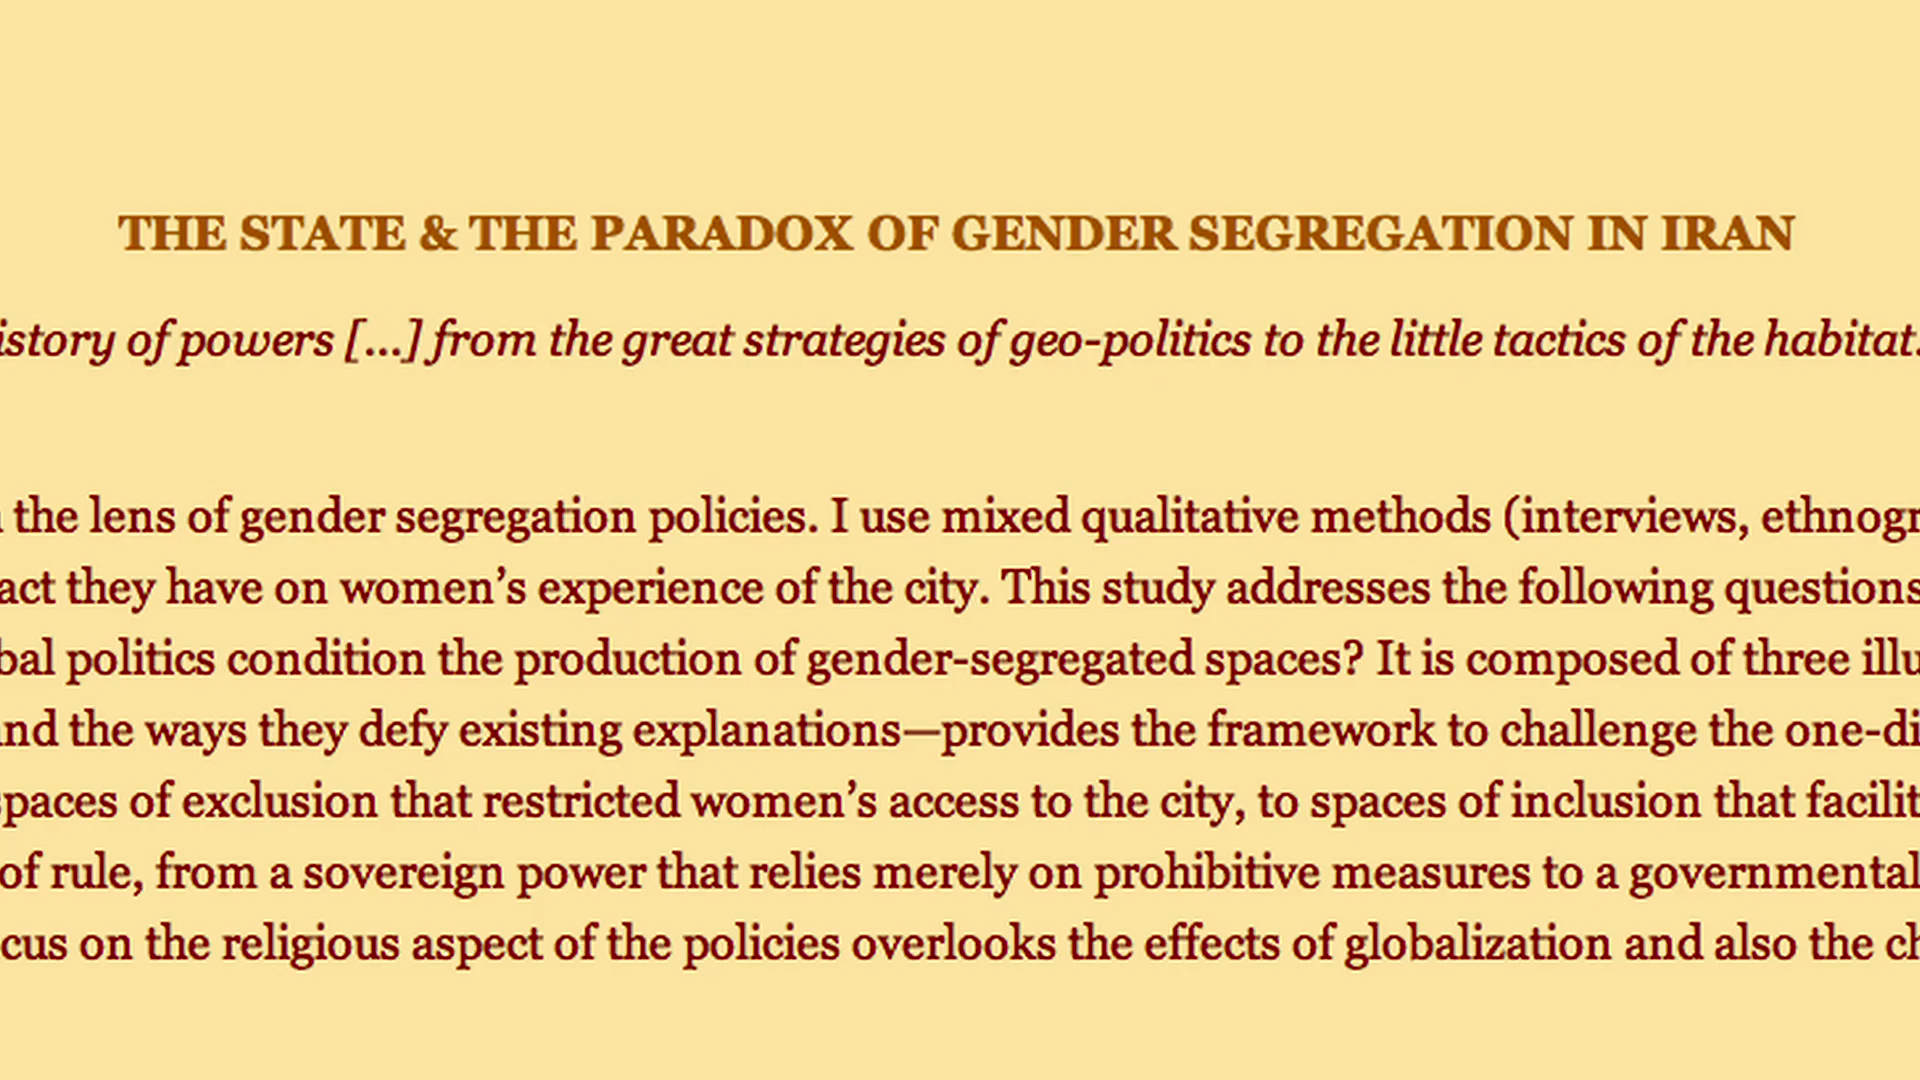 THE STATE & THE PARADOX OF GENDER SEGREGATION IN IRAN
istory of powers [...] from the great strategies of geo-politics to the little tactics of the habitat.
the lens of gender segregation policies. I use mixed qualitative methods (interviews, ethnogr
act they have on women’s experience of the city. This study addresses the following questions
bal politics condition the production of gender-segregated spaces? It is composed of three illu
nd the ways they defy existing explanations—provides the framework to challenge the one-di
spaces of exclusion that restricted women’s access to the city, to spaces of inclusion that facilit
of rule, from a sovereign power that relies merely on prohibitive measures to a governmental
cus on the religious aspect of the policies overlooks the effects of globalization and also the ch